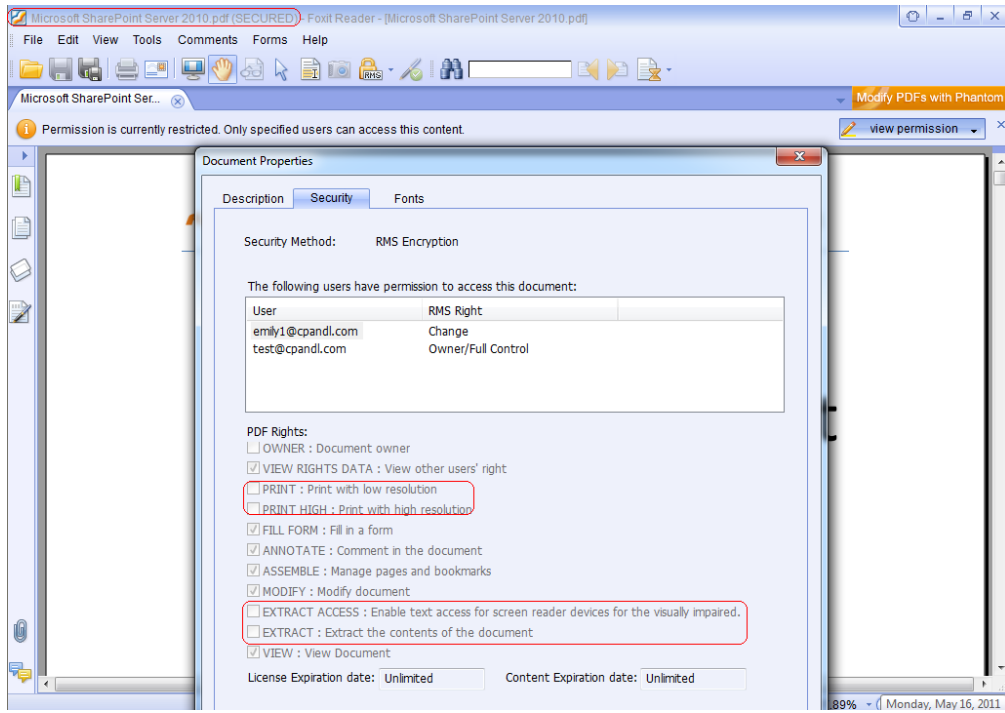 Microsoft SharePoint Server 2010.pdf (SECURED) - Foxit Reader - [Microsoft SharePoint Server 2010.pdf]
File Edit View Tools Comments Forms Help
RMS
Microsoft SharePoint Ser... Modify PDFs with Phantom
Permission is currently restricted. Only specified users can access this content. view permission
Document Properties
Description Security Fonts
Security Method: RMS Encryption
The following users have permission to access this document:
User RMS Right
emily1@cpandl.com Change
test@cpandl.com Owner/Full Control
PDF Rights:
OWNER : Document owner
VIEW RIGHTS DATA : View other users' right
PRINT : Print with low resolution
PRINT HIGH : Print with high resolution
FILL FORM : Fill in a form
ANNOTATE : Comment in the document
ASSEMBLE : Manage pages and bookmarks
MODIFY : Modify document
EXTRACT ACCESS : Enable text access for screen reader devices for the visually impaired.
EXTRACT : Extract the contents of the document
VIEW : View Document
License Expiration date: Unlimited Content Expiration date: Unlimited
Monday, May 16, 2011